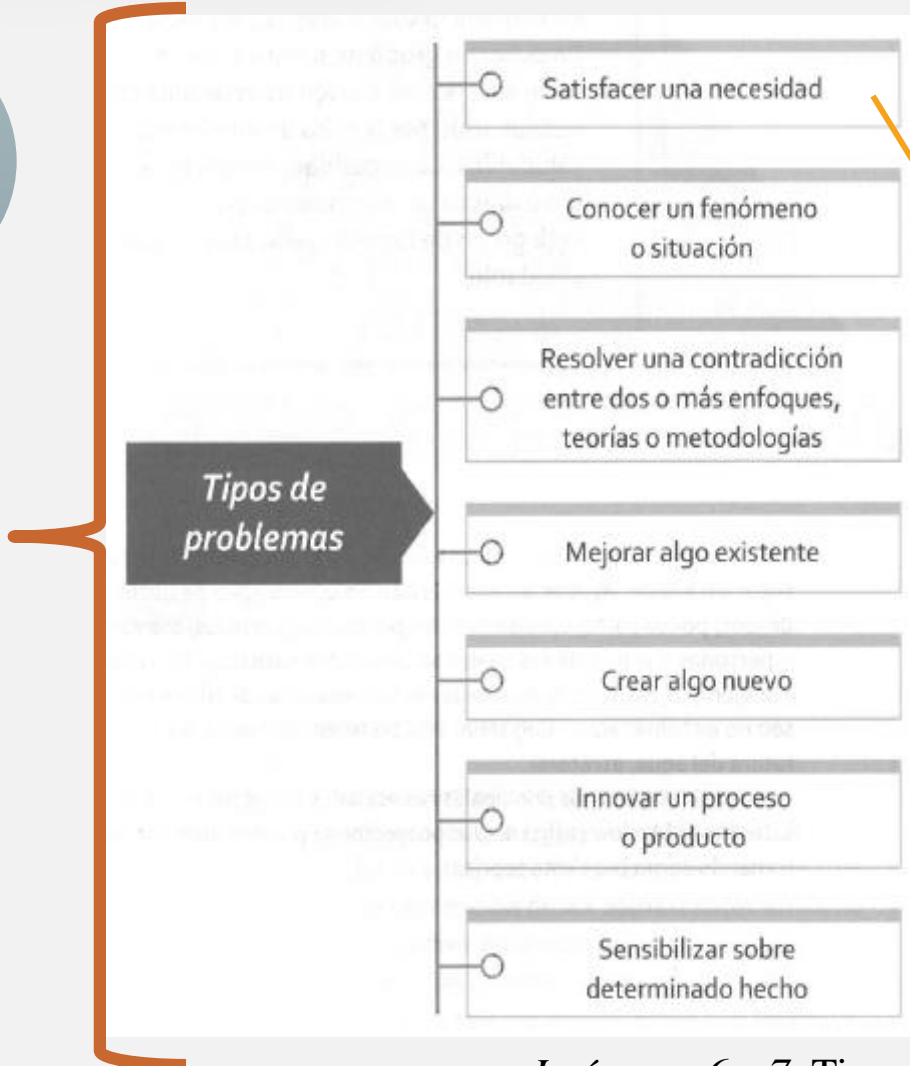 Tipos de
problemas
Satisfacer una necesidad
Conocer un fenómeno
o situación
Resolver una contradicción
entre dos o más enfoques,
teorías o metodologías
Mejorar algo existente
Crear algo nuevo
Innovar un proceso
o producto
Sensibilizar sobre
determinado hecho